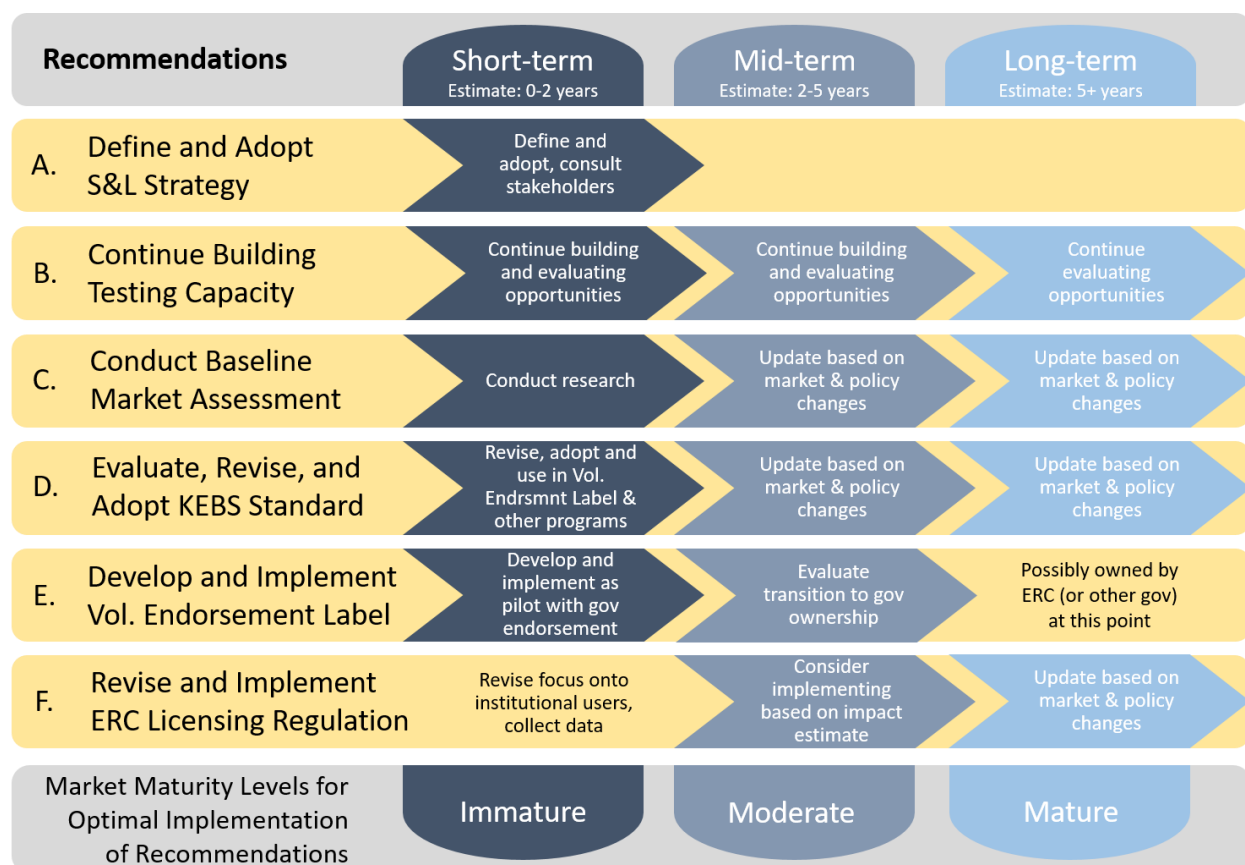 Recommendations
Short-term
Estimate: 0-2 years
Mid-term
Estimate: 2-5 years
Long-term
Estimate: 5+ years
A.
Define and Adopt
S&L Strategy
Define and
adopt, consult
stakeholders
B.
Continue Building
Testing Capacity
Continue building
and evaluating
opportunities
Continue building
and evaluating
opportunities
Continue
evaluating
opportunities
C.
Conduct Baseline
Market Assessment
Conduct research
Update based on
market & policy
changes
Update based on
market & policy
changes
D.
Evaluate, Revise, and
Adopt KEBS Standard
Revise, adopt and
use in Vol.
Endrsmnt Label &
other programs
Update based on
market & policy
changes
Update based on
market & policy
changes
E.
Develop and Implement
Vol. Endorsement Label
Develop and
implement as
pilot with gov
endorsement
Evaluate
transition to gov
ownership
Possibly owned by
ERC (or other gov)
at this point
F.
Revise and Implement
ERC Licensing Regulation
Revise focus onto
institutional users,
collect data
Consider
implementing
based on impact
estimate
Update based on
market & policy
changes
Market Maturity Levels for
Optimal Implementation
of Recommendations
Immature
Moderate
Mature